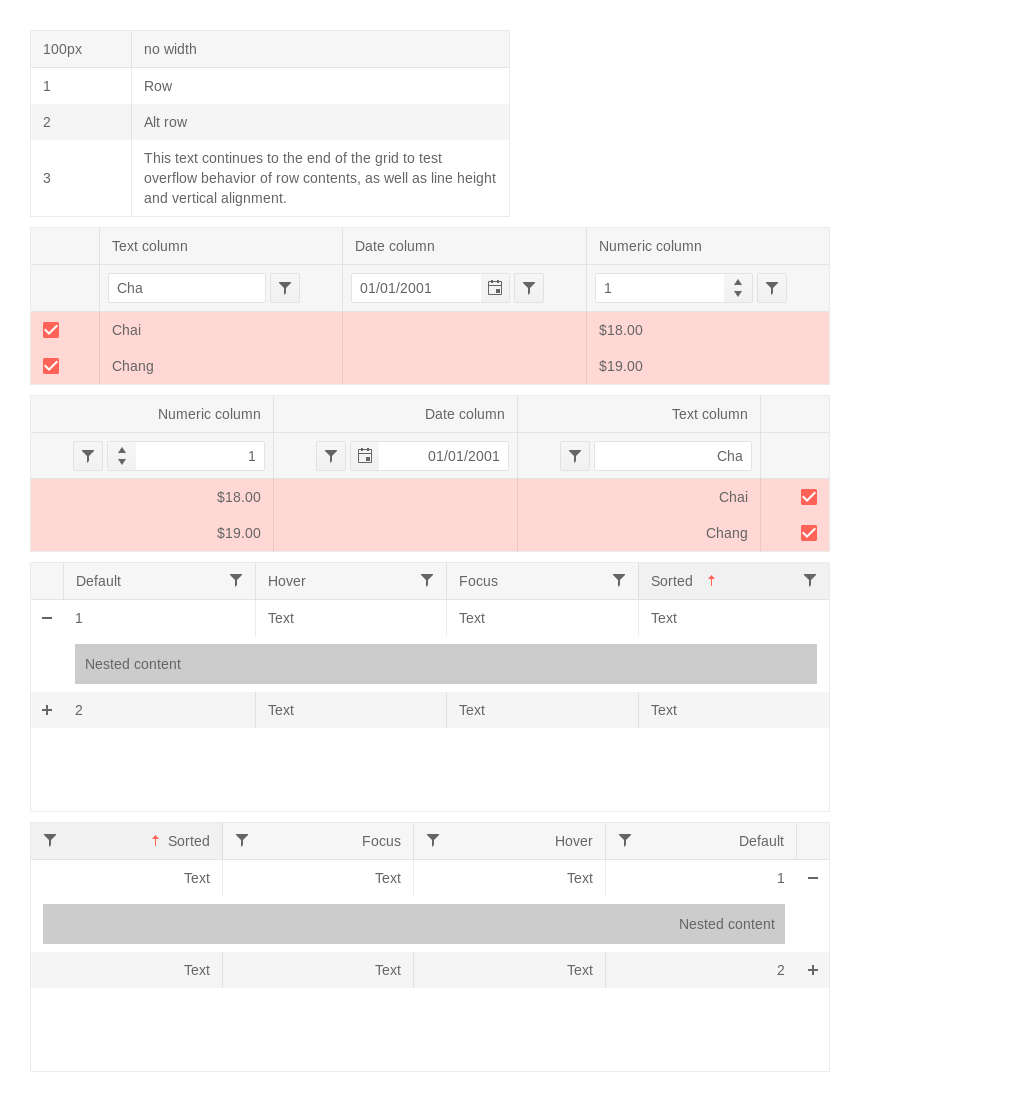 100px no width
1 Row
2 Alt row
3 This text continues to the end of the grid to test
overflow behavior of row contents, as well as line height
and vertical alignment.
Text column Date column Numeric column
Cha 01/01/2001 1
Chai $18.00
Chang $19.00
Numeric column Date column Text column
1 01/01/2001 Cha
$18.00 Chai
$19.00 Chang
Default Hover Focus Sorted
1 Text Text Text
Nested content
2 Text Text Text
Sorted Focus Hover Default
Text Text Text 1
Nested content
Text Text Text 2